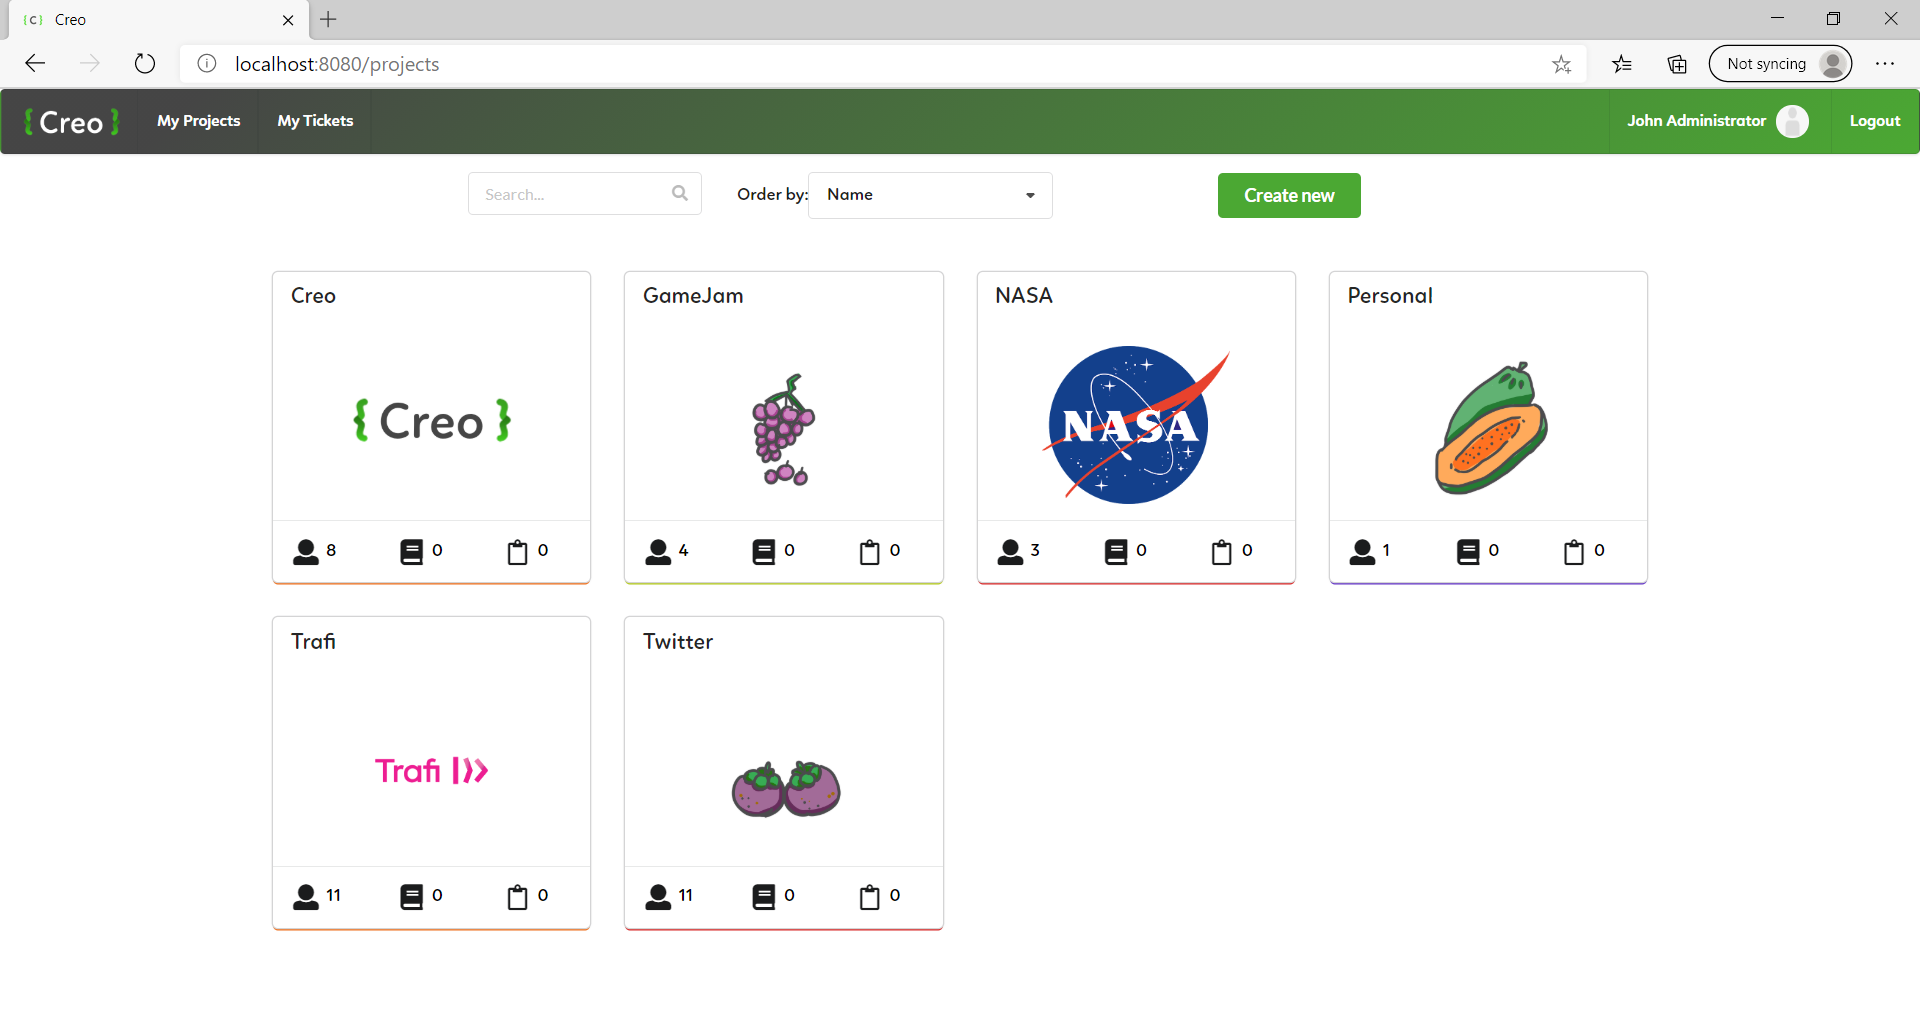 {c} Creo
localhost:8080/projects
Not syncing
{ Creo } My Projects My Tickets John Administrator Logout
Search... Order by: Name Create new
Creo GameJam NASA Personal
{ Creo }
NASA
8 0 0 4 0 0 3 0 0 1 0 0
Trafi Twitter
Trafi
11 0 0 11 0 0